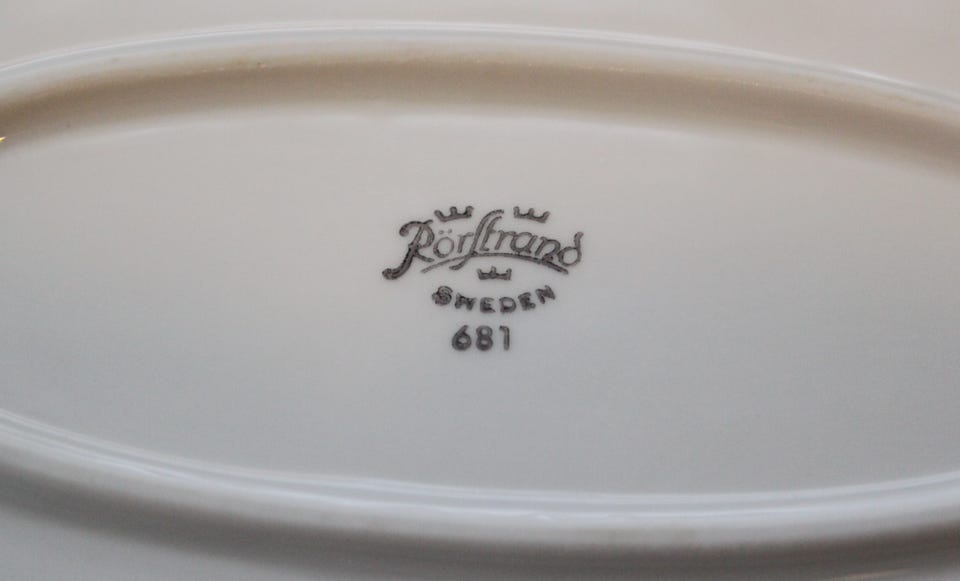 Rörstrand
SWEDEN
681